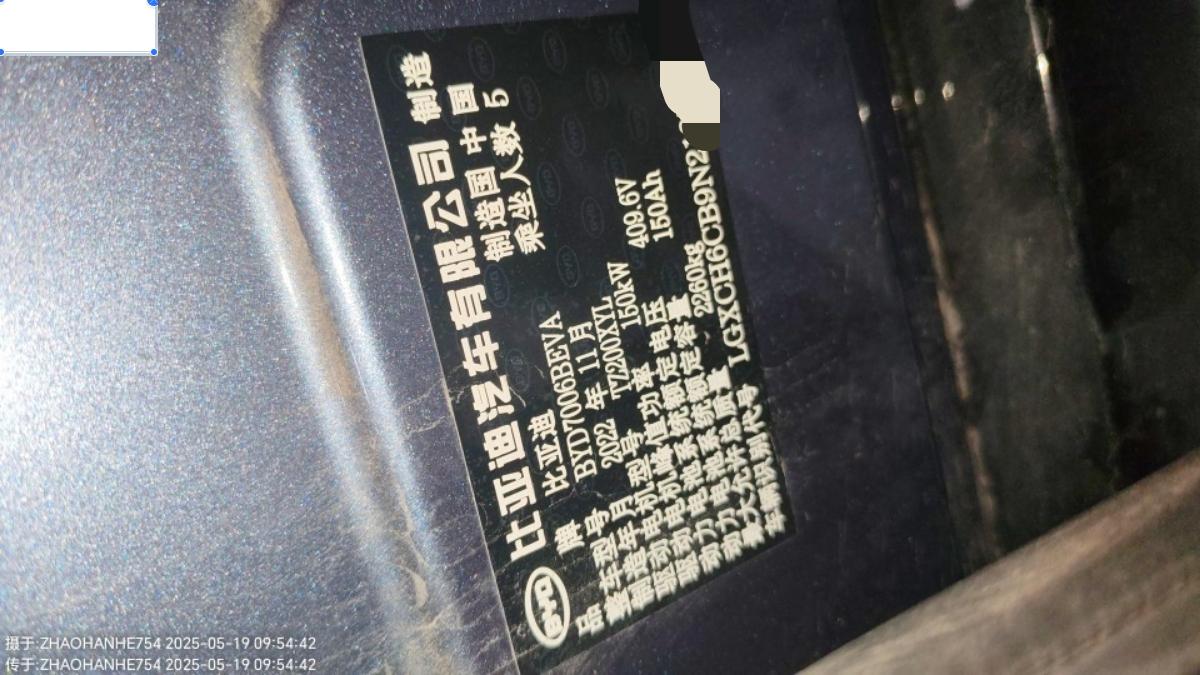 BYD 比亚迪汽车有限公司 制造
品牌 比亚迪 制造国 中国
整车型号 BYD7006BEVA 乘坐人数 5
制造年月 2022 年 11 月
驱动电机型号 TZ200XYL
驱动电机峰值功率 150kW
动力电池系统额定电压 409.6V
动力电池系统额定容量 150Ah
最大允许总质量 2260kg
车辆识别代号 LGXCH6CB9N2
摄于:ZHAOHANHE754 2025-05-19 09:54:42
传于:ZHAOHANHE754 2025-05-19 09:54:42